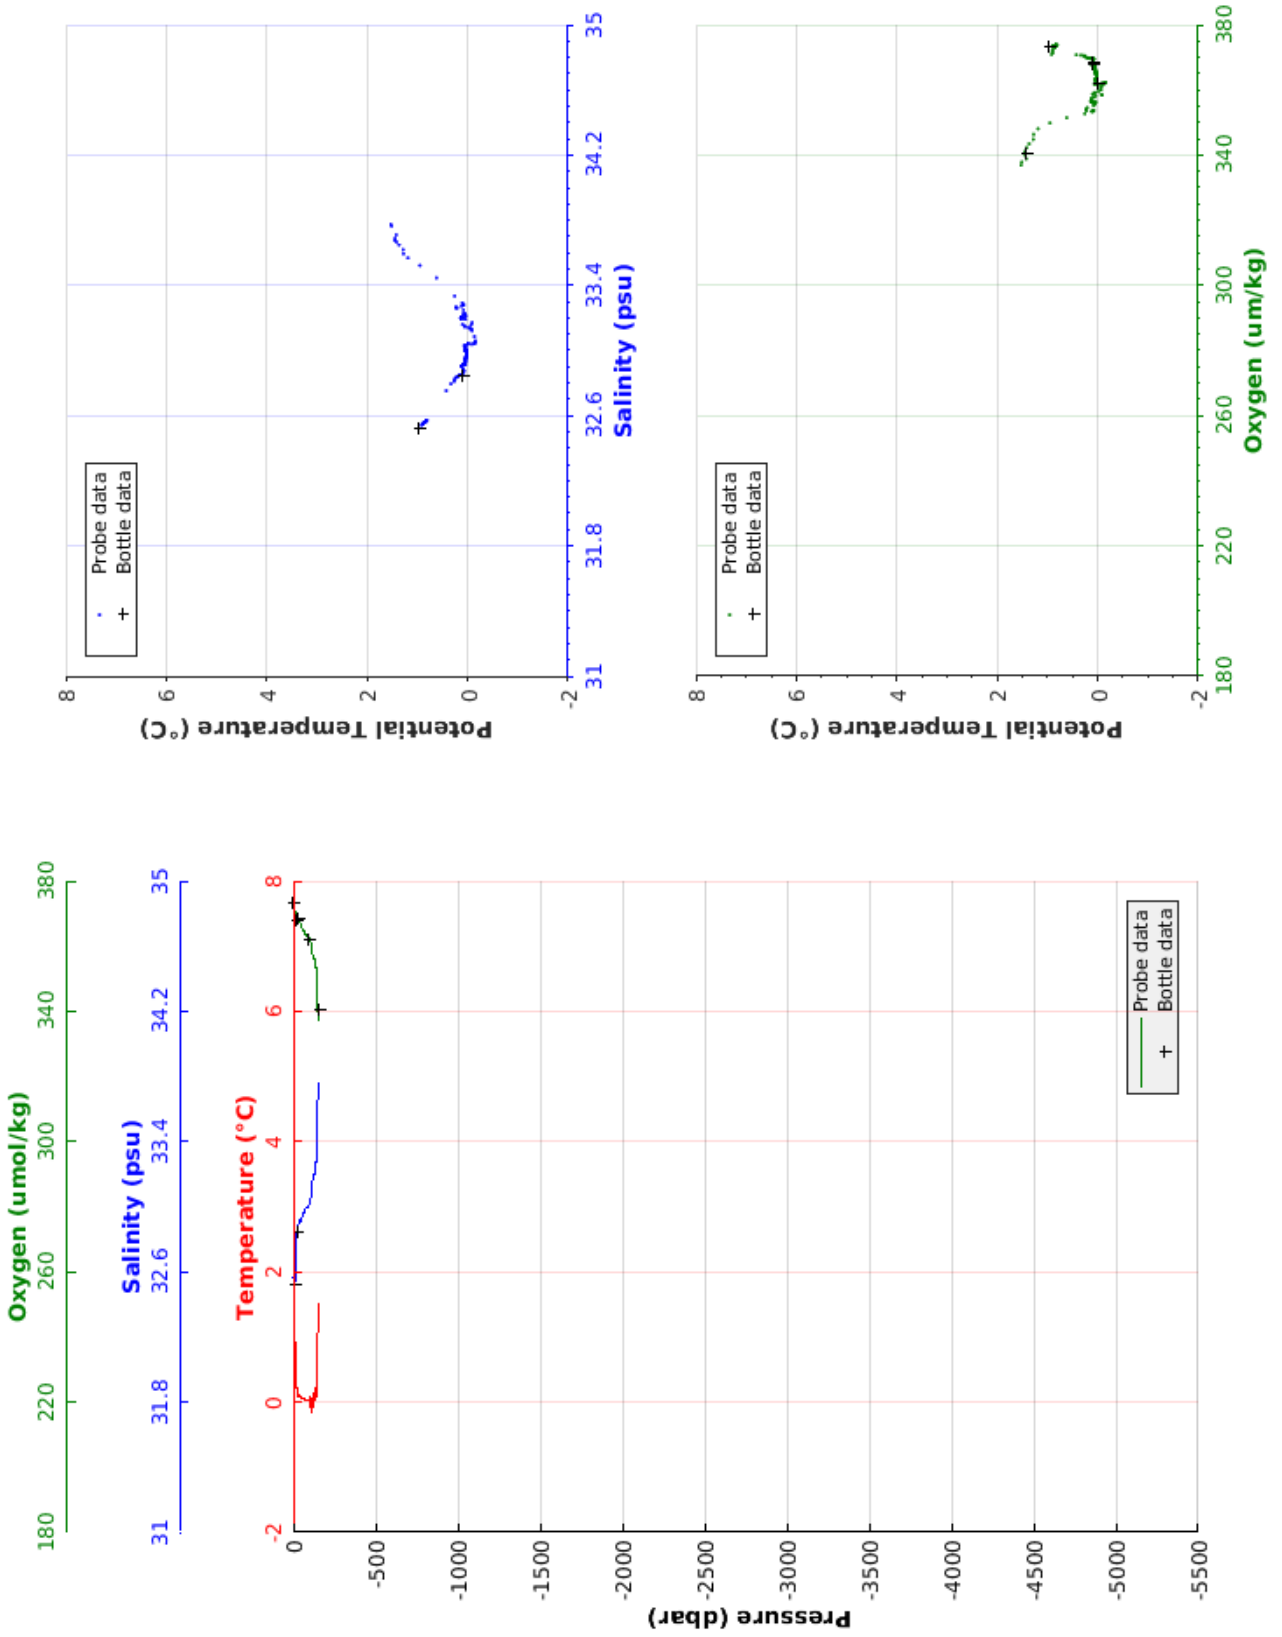 Oxygen (umol/kg)
180 220 260 300 340 380
Salinity (psu)
31 31.8 32.6 33.4 34.2 35
Temperature (°C)
-2 0 2 4 6 8
Pressure (dbar)
0
-500
-1000
-1500
-2000
-2500
-3000
-3500
-4000
-4500
-5000
-5500
Probe data
Bottle data
Potential Temperature (°C)
8
6
4
2
0
-2
Probe data
Bottle data
31 31.8 32.6 33.4 34.2 35
Salinity (psu)
Potential Temperature (°C)
8
6
4
2
0
-2
Probe data
Bottle data
180 220 260 300 340 380
Oxygen (um/kg)